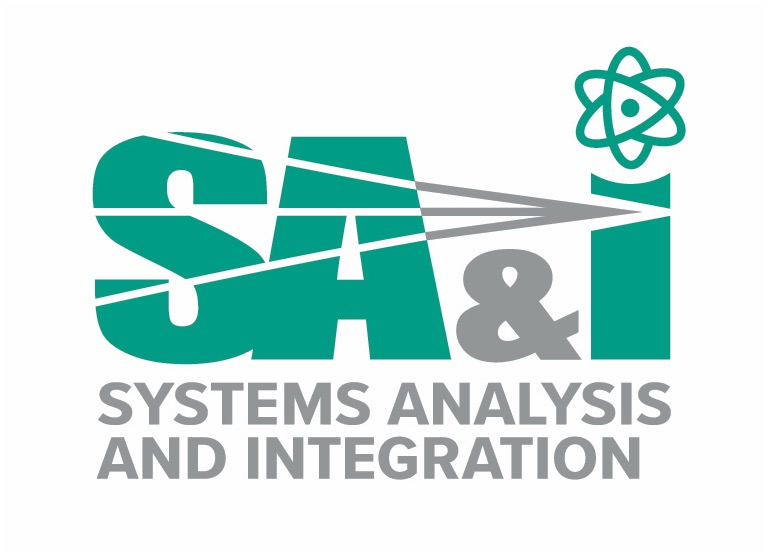 SA&i
SYSTEMS ANALYSIS
AND INTEGRATION